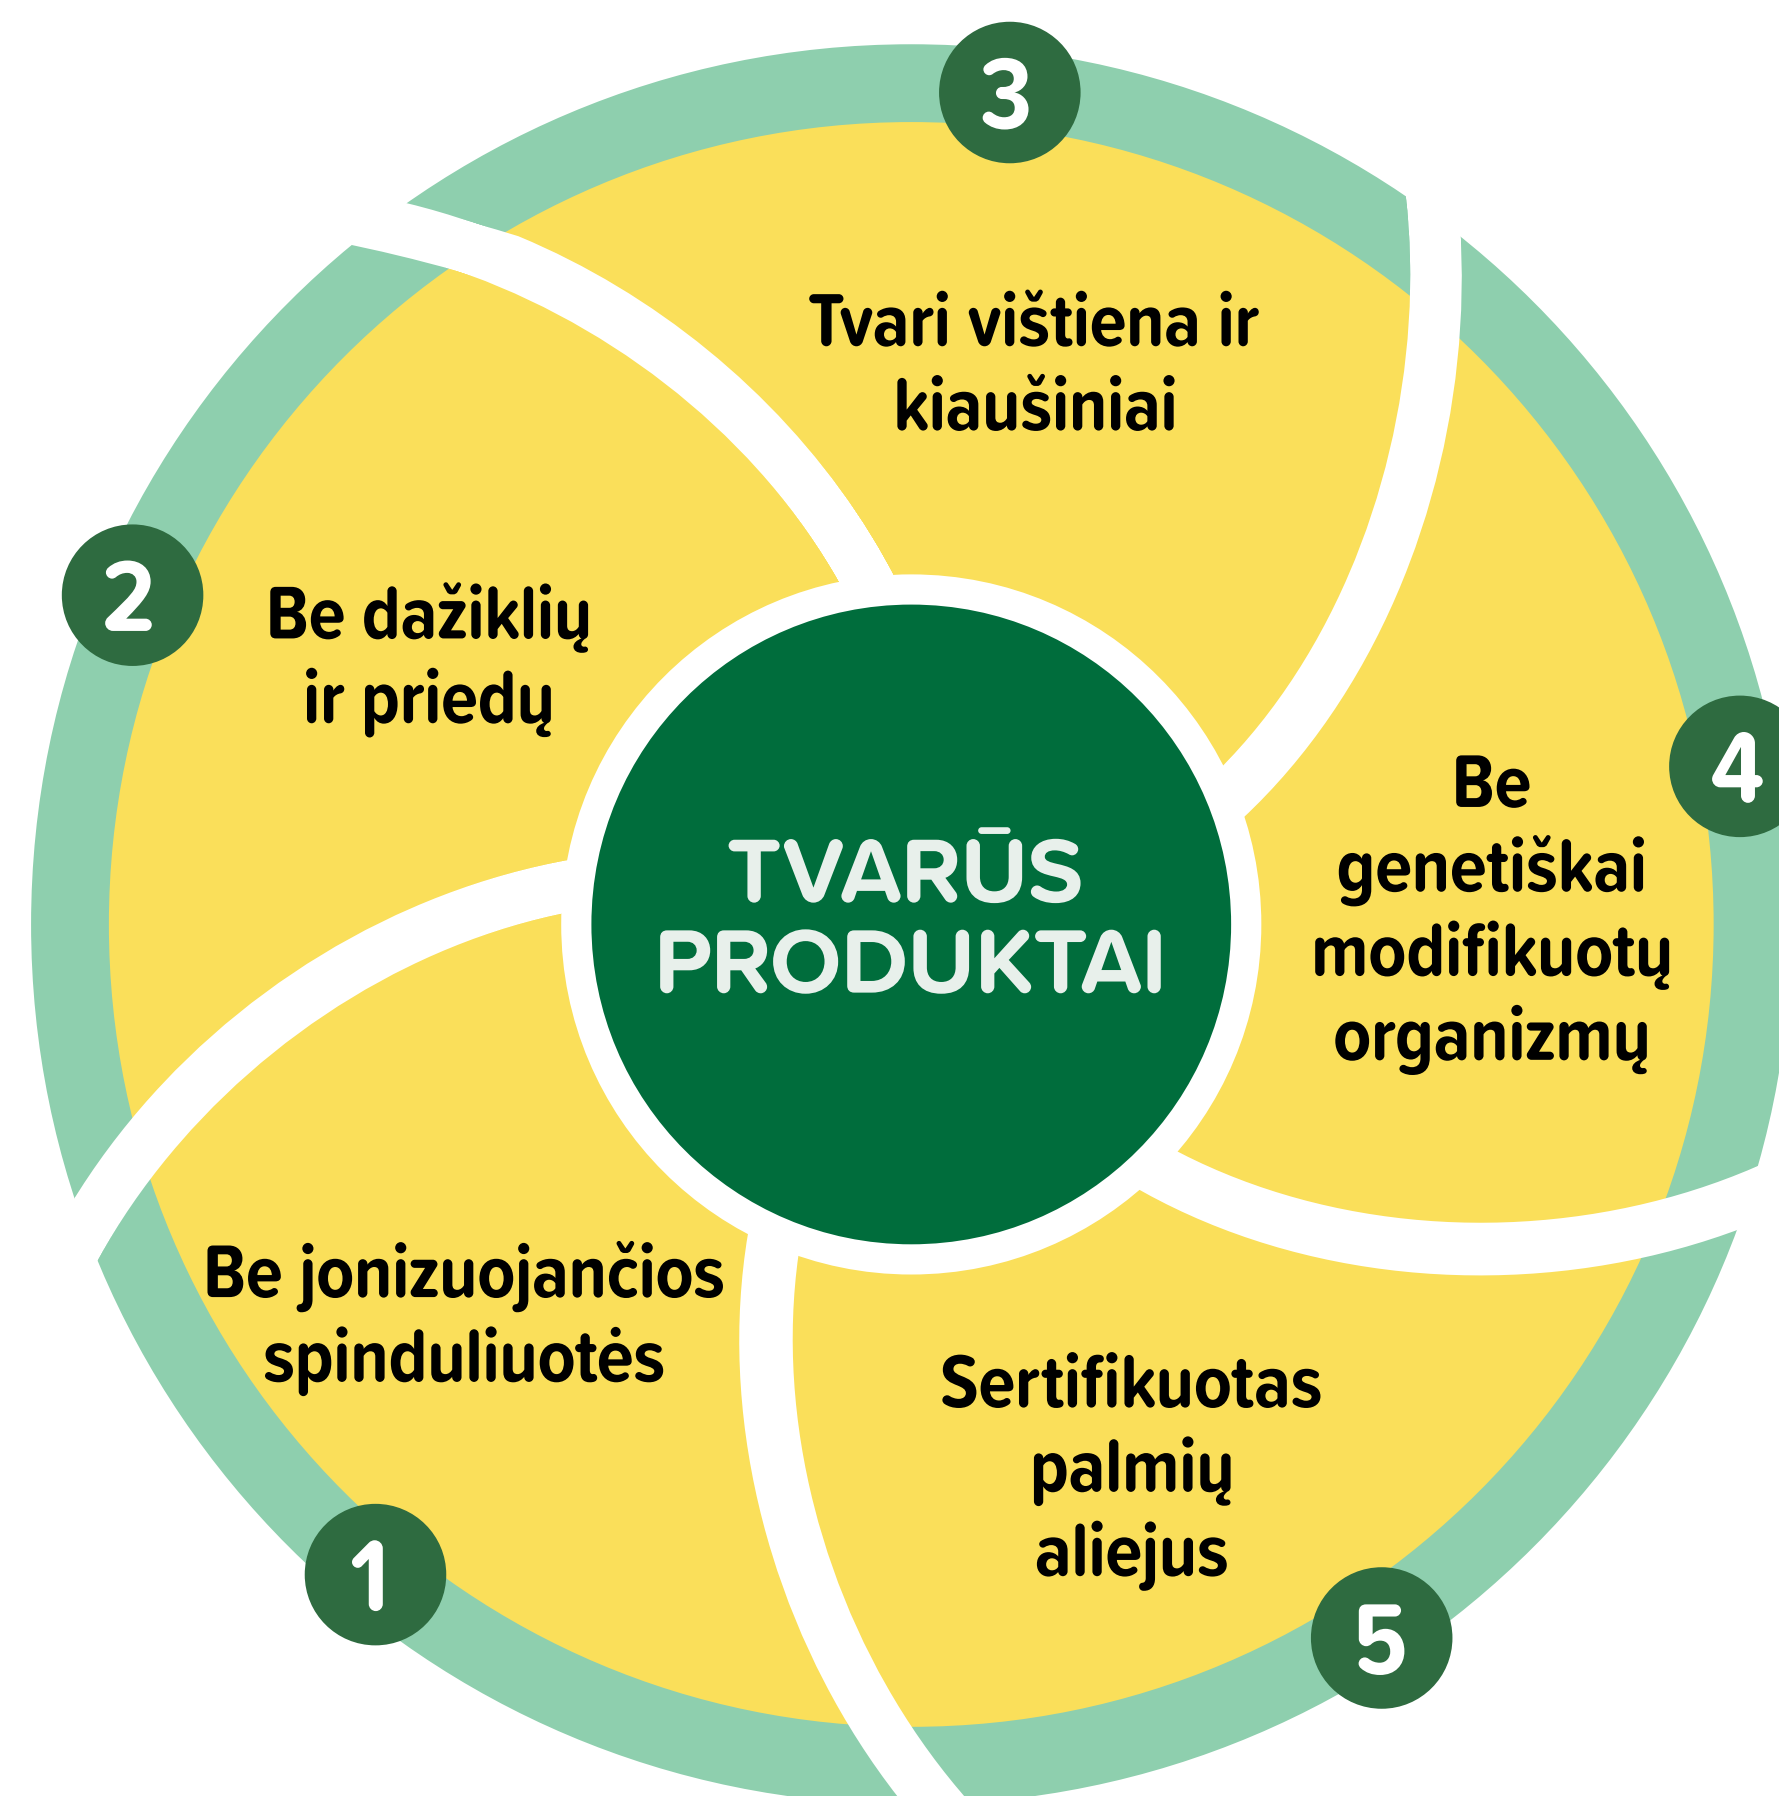 TVARŪS
PRODUKTAI
1
Be jonizuojančios
spinduliuotės
2
Be dažiklių
ir priedų
3
Tvari vištiena ir
kiaušiniai
4
Be
genetiškai
modifikuotų
organizmų
5
Sertifikuotas
palmių
aliejus